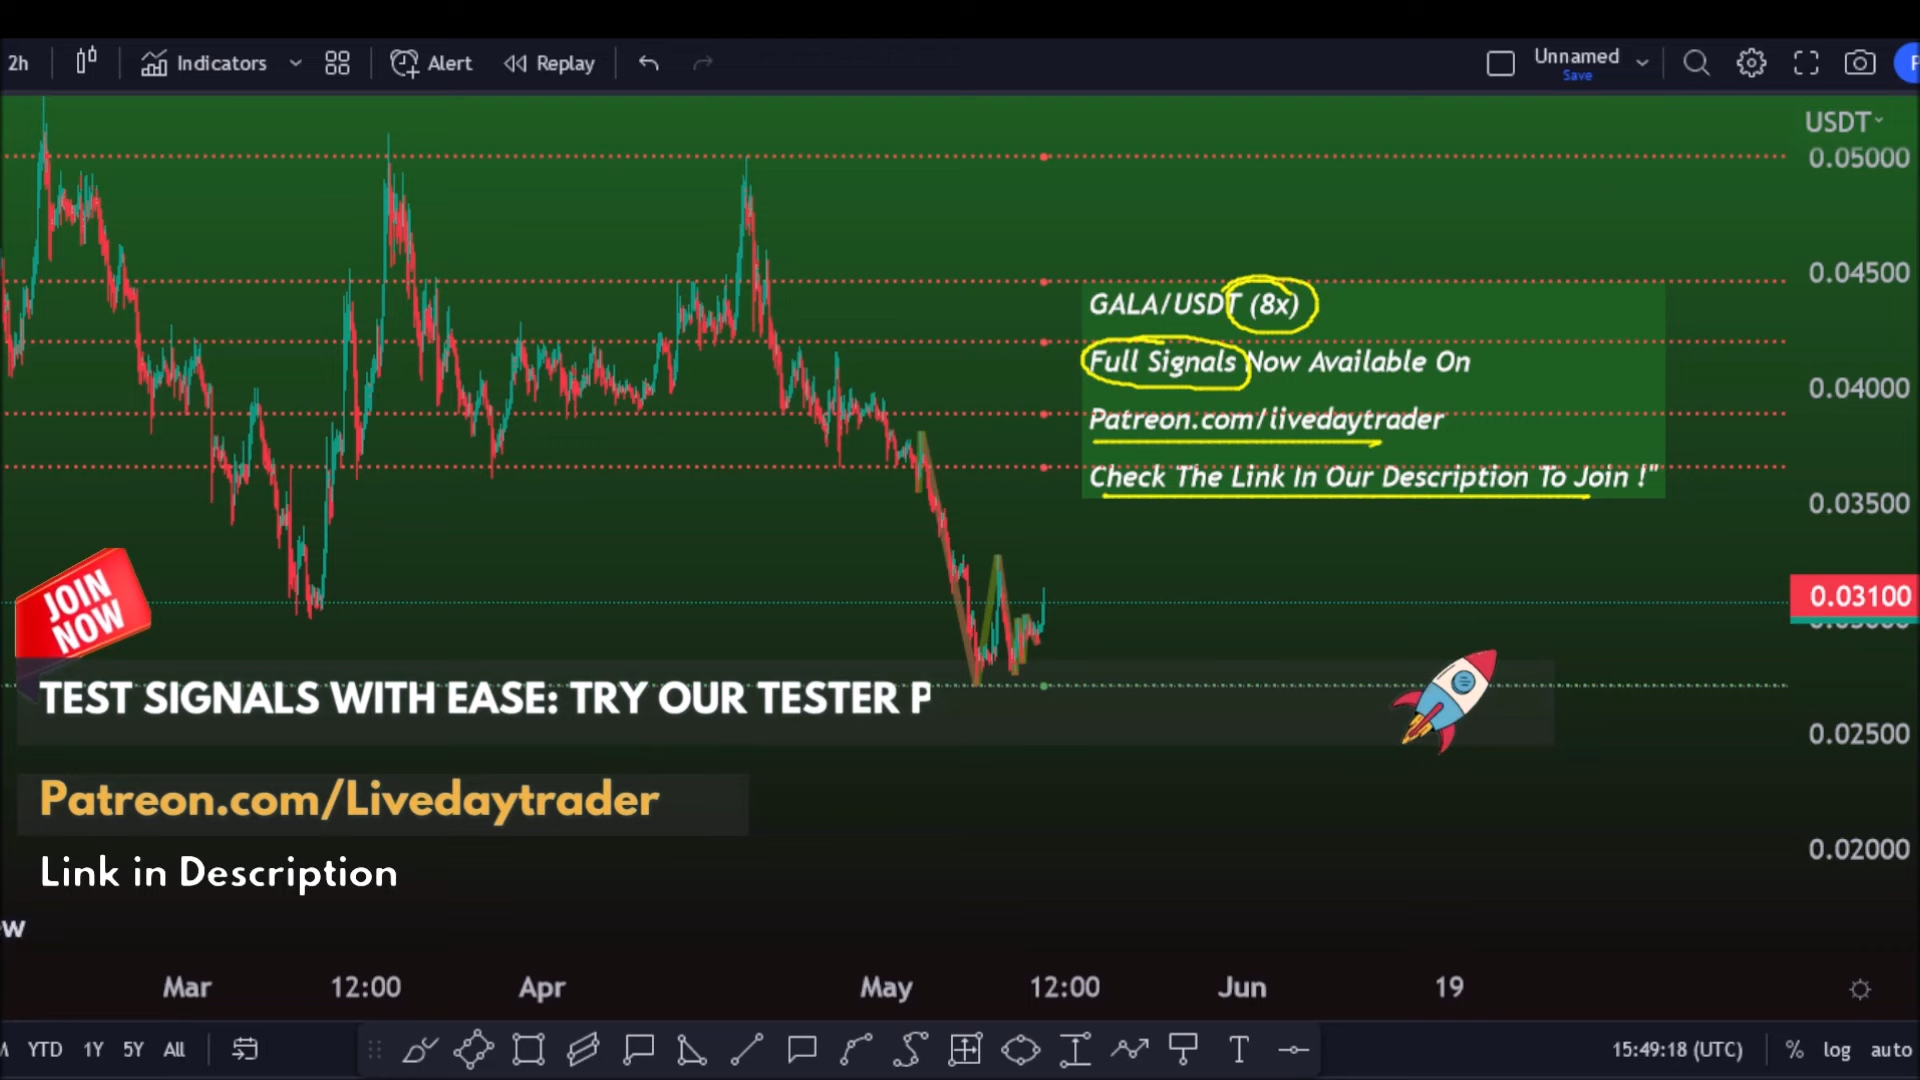 2h Indicators Alert Replay Unnamed
Save
USDT
0.05000
0.04500
GALA/USDT (8x)
Full Signals Now Available On
0.04000
Patreon.com/livedaytrader
Check The Link In Our Description To Join !"
0.03500
JOIN
NOW
0.03100
TEST SIGNALS WITH EASE: TRY OUR TESTER P
0.02500
Patreon.com/Livedaytrader
0.02000
Link in Description
ew
Mar 12:00 Apr May 12:00 Jun 19
YTD 1Y 5Y All T 15:49:18 (UTC) % log auto